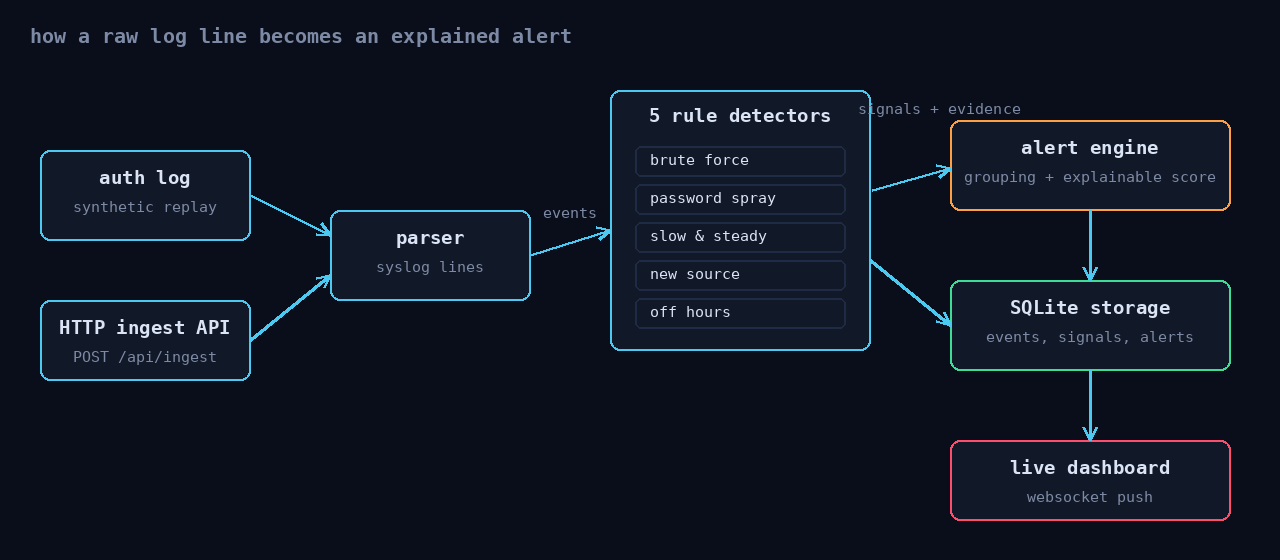 how a raw log line becomes an explained alert
auth log
synthetic replay
HTTP ingest API
POST /api/ingest
parser
syslog lines
events
5 rule detectors
brute force
password spray
slow & steady
new source
off hours
signals + evidence
alert engine
grouping + explainable score
SQLite storage
events, signals, alerts
live dashboard
websocket push